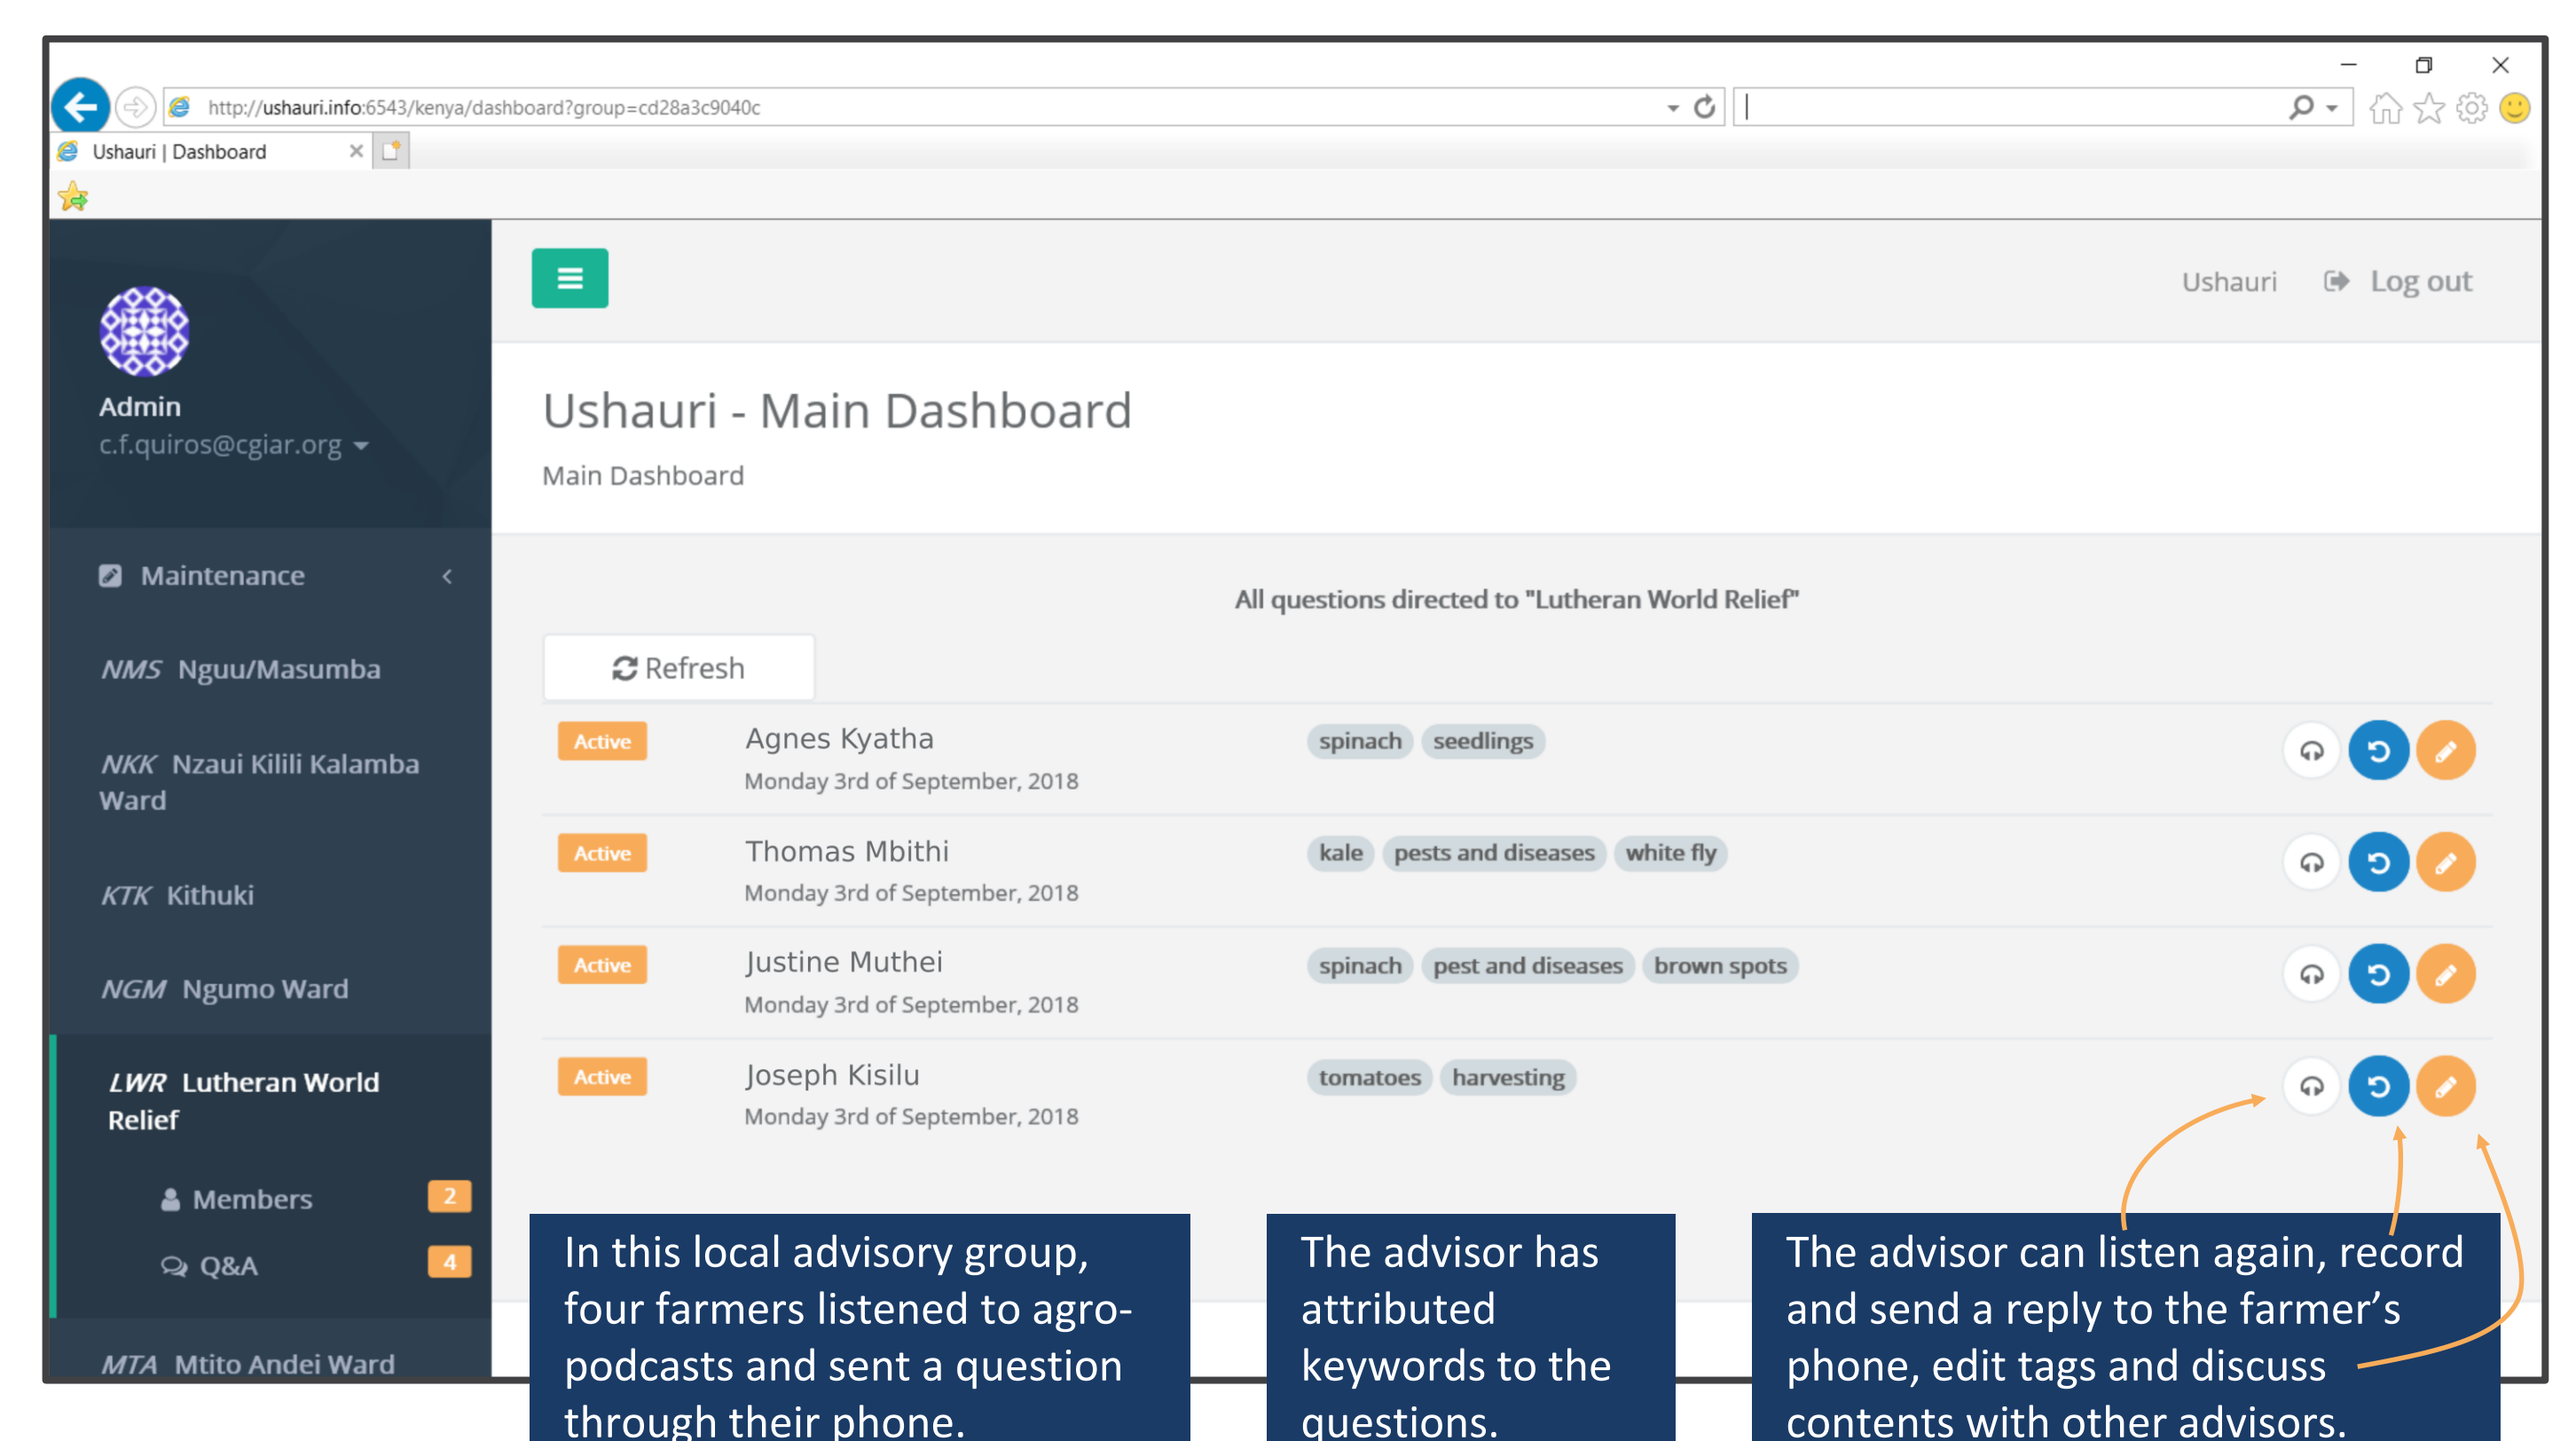 http://ushauri.info:6543/kenya/dashboard?group=cd28a3c9040c
Ushauri | Dashboard
Admin
c.f.quiros@cgiar.org
Maintenance
NMS Nguu/Masumba
NKK Nzaui Kilili Kalamba
Ward
KTK Kithuki
NGM Ngumo Ward
LWR Lutheran World
Relief
Members 2
Q&A 4
MTA Mtito Andei Ward
Ushauri Log out
Ushauri - Main Dashboard
Main Dashboard
All questions directed to "Lutheran World Relief"
Refresh
Active Agnes Kyatha spinach seedlings
Monday 3rd of September, 2018
Active Thomas Mbithi kale pests and diseases white fly
Monday 3rd of September, 2018
Active Justine Muthei spinach pest and diseases brown spots
Monday 3rd of September, 2018
Active Joseph Kisilu tomatoes harvesting
Monday 3rd of September, 2018
In this local advisory group,
four farmers listened to agro-
podcasts and sent a question
through their phone.
The advisor has
attributed
keywords to the
questions.
The advisor can listen again, record
and send a reply to the farmer’s
phone, edit tags and discuss
contents with other advisors.